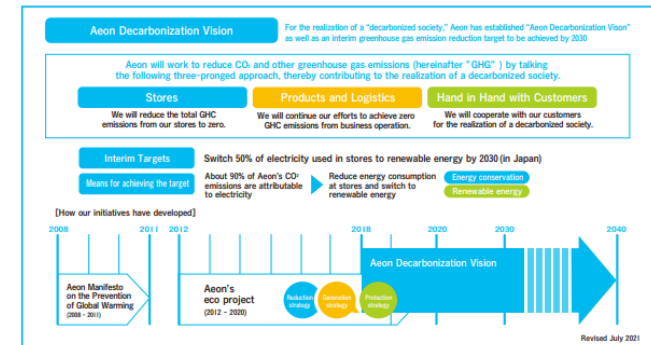 Aeon Decarbonization Vision
For the realization of a "decarbonized society," Aeon has established "Aeon Decarbonization Vison"
as well as an interim greenhouse gas emission reduction target to be achieved by 2030
Aeon will work to reduce CO₂ and other greenhouse gas emissions (hereinafter "GHG" ) by talking
the following three-pronged approach, thereby contributing to the realization of a decarbonized society.
Stores
We will reduce the total GHC
emissions from our stores to zero.
Products and Logistics
We will continue our efforts to achieve zero
GHC emissions from business operation.
Hand in Hand with Customers
We will cooperate with our customers
for the realization of a decarbonized society.
Interim Targets
Switch 50% of electricity used in stores to renewable energy by 2030 (in Japan)
Means for achieving the target
About 90% of Aeon's CO²
emissions are attributable
to electricity
Reduce energy consumption
at stores and switch to
renewable energy
Energy conservation
Renewable energy
[How our initiatives have developed]
2008 2011 2012 2018 2020 2030 2040
Aeon Manifesto
on the Prevention
of Global Warming
(2008 - 2011)
Aeon's
eco project
(2012 - 2020)
Reduction
strategy
Generation
strategy
Protection
strategy
Aeon Decarbonization Vision
Revised July 2021